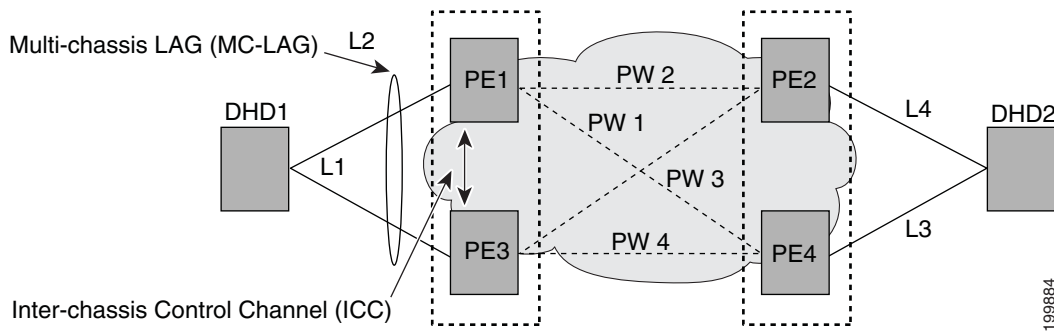 Multi-chassis LAG (MC-LAG)
L2
PE1
PW 2
PE2
DHD1
PW 1
L4
DHD2
L1
PW 3
PE3
PW 4
PE4
L3
Inter-chassis Control Channel (ICC)
199884